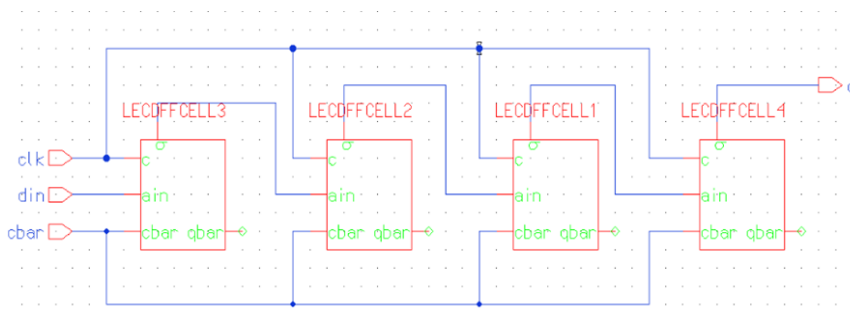 LECDFFCELL3 LECDFFCELL2 LECDFFCELL1 LECDFFCELL4
q q q q
clk c c c c
din ain ain ain ain
cbar cbar qbar cbar qbar cbar qbar cbar qbar